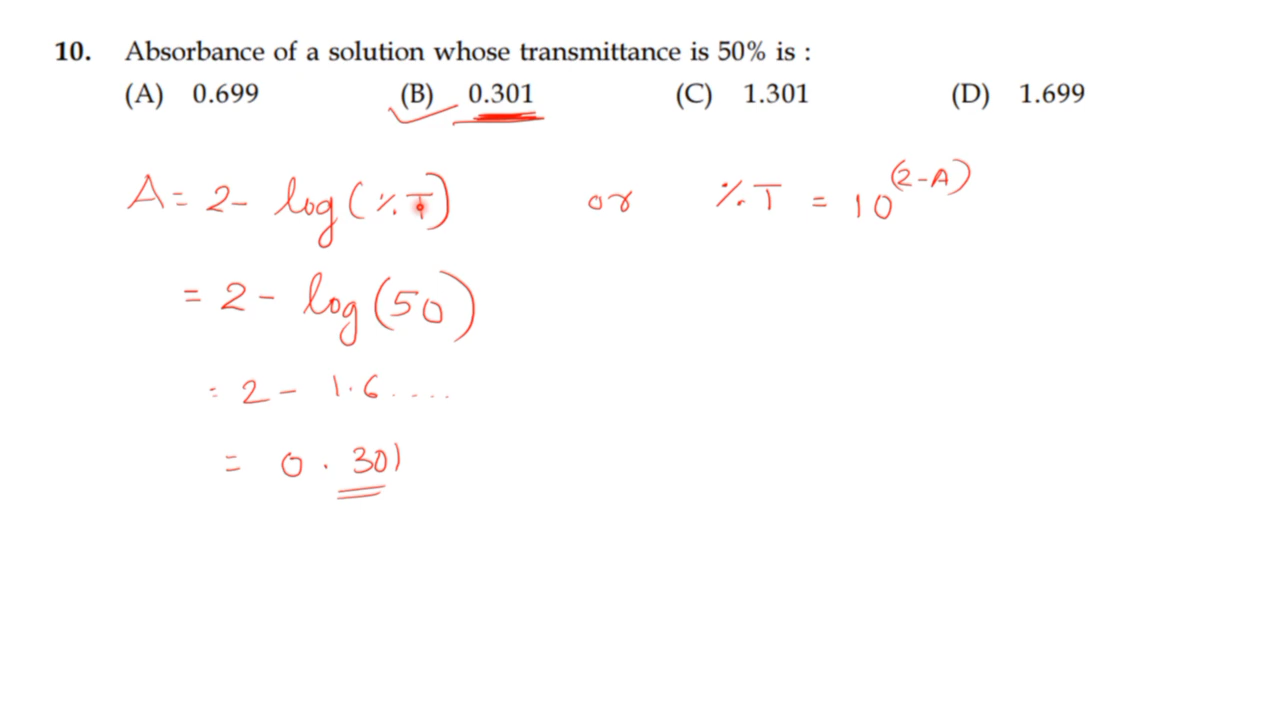 10. Absorbance of a solution whose transmittance is 50% is :
(A) 0.699 (B) 0.301 (C) 1.301 (D) 1.699
A = 2 - log(%T) or %T = 10^(2-A)
= 2 - log(50)
= 2 - 1.6.....
= 0.301